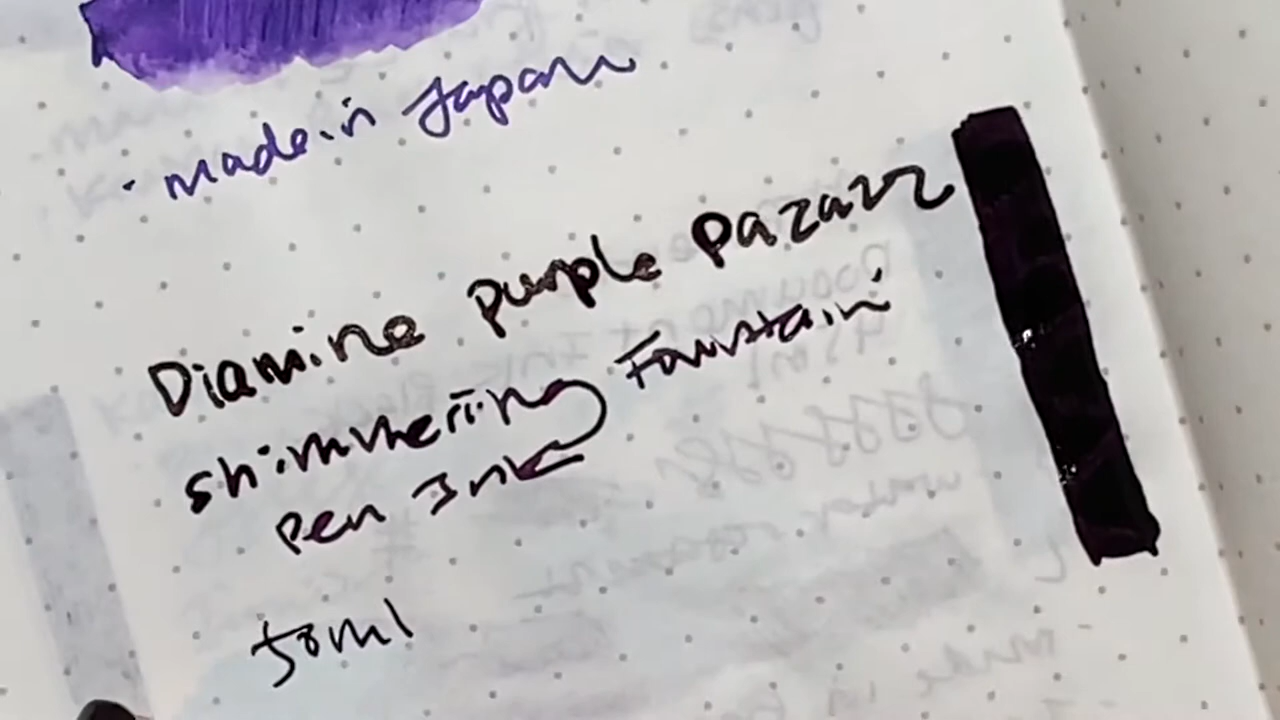 · made in Japan
Diamine purple Pazazz
shimmering Fountain
Pen Ink
50ml